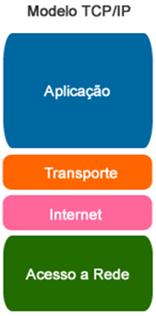 Modelo TCP/IP
Aplicação
Transporte
Internet
Acesso a Rede